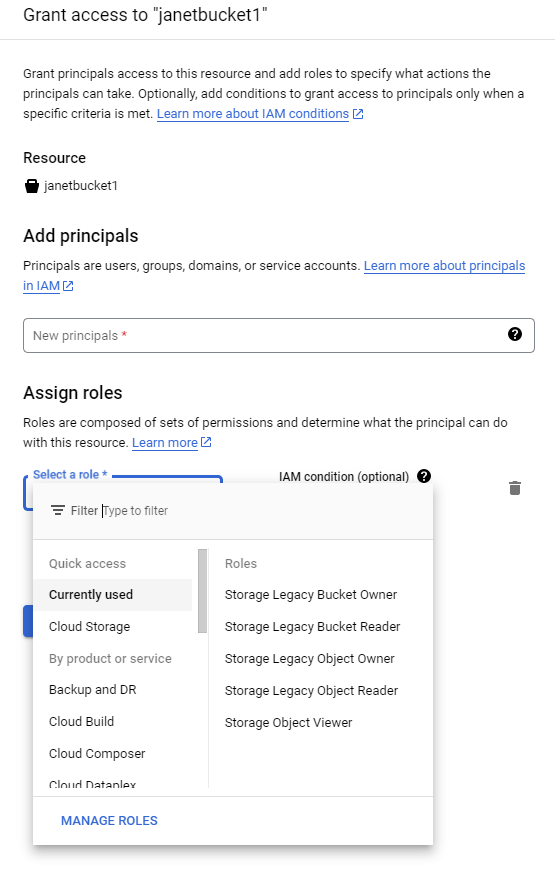 Grant access to "janetbucket1"
Grant principals access to this resource and add roles to specify what actions the
principals can take. Optionally, add conditions to grant access to principals only when a
specific criteria is met. Learn more about IAM conditions
Resource
janetbucket1
Add principals
Principals are users, groups, domains, or service accounts. Learn more about principals
in IAM
New principals *
Assign roles
Roles are composed of sets of permissions and determine what the principal can do
with this resource. Learn more
Select a role *
IAM condition (optional)
Filter Type to filter
Quick access
Currently used
Cloud Storage
By product or service
Backup and DR
Cloud Build
Cloud Composer
Cloud Dataplex
Roles
Storage Legacy Bucket Owner
Storage Legacy Bucket Reader
Storage Legacy Object Owner
Storage Legacy Object Reader
Storage Object Viewer
MANAGE ROLES